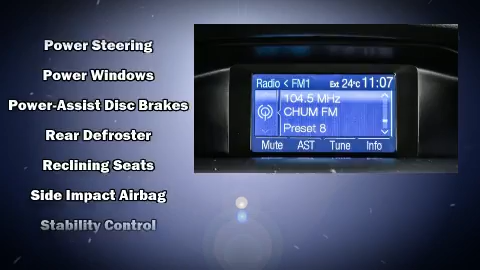 Power Steering
Power Windows
Power-Assist Disc Brakes
Rear Defroster
Reclining Seats
Side Impact Airbag
Stability Control
Radio < FM1 Ext 24°C 11:07
104.5 MHz
CHUM FM
Preset 8
Mute AST Tune Info